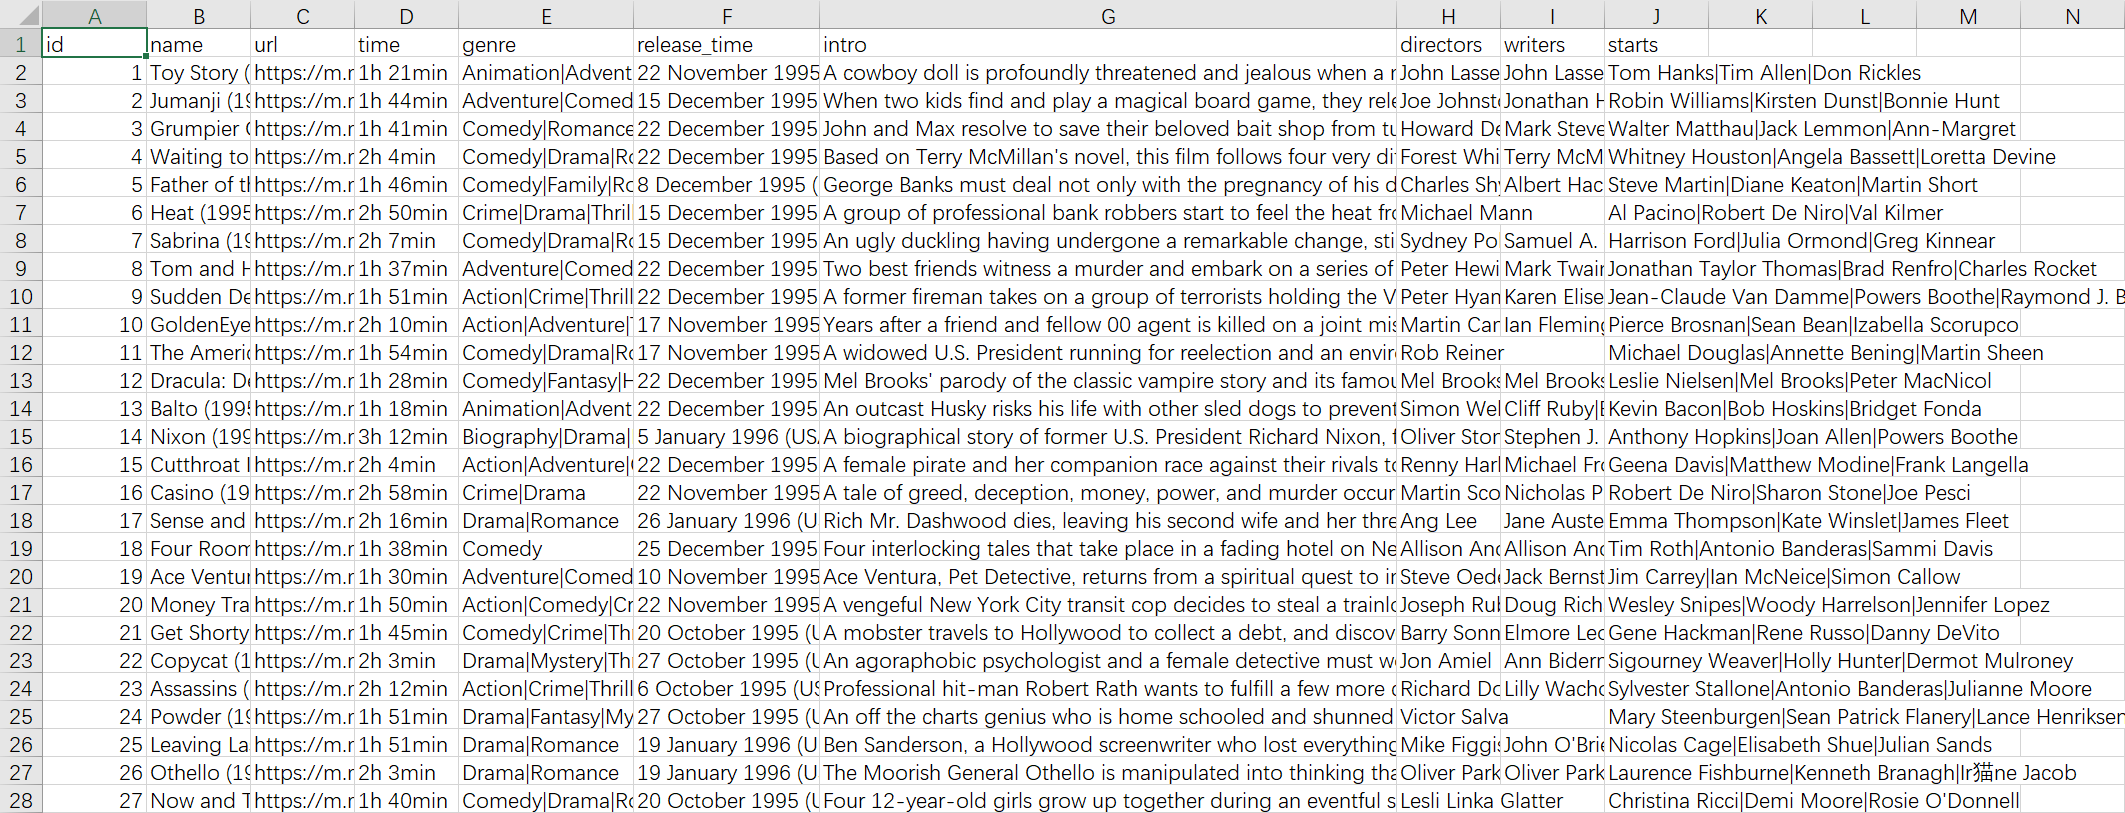 A B C D E F G H I J K L M N
1 id name url time genre release_time intro directors writers starts
2 1 Toy Story ( https://m.r 1h 21min Animation|Advent 22 November 1995 A cowboy doll is profoundly threatened and jealous when a r John Lasse John Lasse Tom Hanks|Tim Allen|Don Rickles
3 2 Jumanji (19 https://m.r 1h 44min Adventure|Comed 15 December 1995 When two kids find and play a magical board game, they rele Joe Johnst Jonathan H Robin Williams|Kirsten Dunst|Bonnie Hunt
4 3 Grumpier https://m.r 1h 41min Comedy|Romance 22 December 1995 John and Max resolve to save their beloved bait shop from tu Howard De Mark Steve Walter Matthau|Jack Lemmon|Ann-Margret
5 4 Waiting to https://m.r 2h 4min Comedy|Drama|Ro 22 December 1995 Based on Terry McMillan's novel, this film follows four very di Forest Whi Terry McM Whitney Houston|Angela Bassett|Loretta Devine
6 5 Father of th https://m.r 1h 46min Comedy|Family|Ro 8 December 1995 ( George Banks must deal not only with the pregnancy of his d Charles Shy Albert Hac Steve Martin|Diane Keaton|Martin Short
7 6 Heat (1995 https://m.r 2h 50min Crime|Drama|Thril 15 December 1995 A group of professional bank robbers start to feel the heat fro Michael Mann Al Pacino|Robert De Niro|Val Kilmer
8 7 Sabrina (19 https://m.r 2h 7min Comedy|Drama|Ro 15 December 1995 An ugly duckling having undergone a remarkable change, sti Sydney Po Samuel A. Harrison Ford|Julia Ormond|Greg Kinnear
9 8 Tom and H https://m.r 1h 37min Adventure|Comed 22 December 1995 Two best friends witness a murder and embark on a series of Peter Hewi Mark Twair Jonathan Taylor Thomas|Brad Renfro|Charles Rocket
10 9 Sudden De https://m.r 1h 51min Action|Crime|Thrill 22 December 1995 A former fireman takes on a group of terrorists holding the V Peter Hyam Karen Elise Jean-Claude Van Damme|Powers Boothe|Raymond J. B
11 10 GoldenEye https://m.r 2h 10min Action|Adventure| 17 November 1995 Years after a friend and fellow 00 agent is killed on a joint mis Martin Cam Ian Fleming Pierce Brosnan|Sean Bean|Izabella Scorupco
12 11 The Ameri https://m.r 1h 54min Comedy|Drama|Ro 17 November 1995 A widowed U.S. President running for reelection and an envir Rob Reiner Michael Douglas|Annette Bening|Martin Sheen
13 12 Dracula: De https://m.r 1h 28min Comedy|Fantasy|H 22 December 1995 Mel Brooks' parody of the classic vampire story and its famou Mel Brooks Mel Brooks Leslie Nielsen|Mel Brooks|Peter MacNicol
14 13 Balto (1995 https://m.r 1h 18min Animation|Advent 22 December 1995 An outcast Husky risks his life with other sled dogs to prevent Simon Wel Cliff Ruby|E Kevin Bacon|Bob Hoskins|Bridget Fonda
15 14 Nixon (199 https://m.r 3h 12min Biography|Drama| 5 January 1996 (US A biographical story of former U.S. President Richard Nixon, f Oliver Stor Stephen J. Anthony Hopkins|Joan Allen|Powers Boothe
16 15 Cutthroat I https://m.r 2h 4min Action|Adventure| 22 December 1995 A female pirate and her companion race against their rivals to Renny Harl Michael Fro Geena Davis|Matthew Modine|Frank Langella
17 16 Casino (19 https://m.r 2h 58min Crime|Drama 22 November 1995 A tale of greed, deception, money, power, and murder occur Martin Sco Nicholas P Robert De Niro|Sharon Stone|Joe Pesci
18 17 Sense and https://m.r 2h 16min Drama|Romance 26 January 1996 (U Rich Mr. Dashwood dies, leaving his second wife and her thre Ang Lee Jane Auste Emma Thompson|Kate Winslet|James Fleet
19 18 Four Room https://m.r 1h 38min Comedy 25 December 1995 Four interlocking tales that take place in a fading hotel on Ne Allison And Allison And Tim Roth|Antonio Banderas|Sammi Davis
20 19 Ace Ventur https://m.r 1h 30min Adventure|Comed 10 November 1995 Ace Ventura, Pet Detective, returns from a spiritual quest to ir Steve Oede Jack Bernst Jim Carrey|Ian McNeice|Simon Callow
21 20 Money Tra https://m.r 1h 50min Action|Comedy|Cr 22 November 1995 A vengeful New York City transit cop decides to steal a trainlo Joseph Rub Doug Rich Wesley Snipes|Woody Harrelson|Jennifer Lopez
22 21 Get Shorty https://m.r 1h 45min Comedy|Crime|Thr 20 October 1995 (U A mobster travels to Hollywood to collect a debt, and discov Barry Sonn Elmore Leo Gene Hackman|Rene Russo|Danny DeVito
23 22 Copycat (1 https://m.r 2h 3min Drama|Mystery|Thr 27 October 1995 (U An agoraphobic psychologist and a female detective must w Jon Amiel Ann Biderm Sigourney Weaver|Holly Hunter|Dermot Mulroney
24 23 Assassins ( https://m.r 2h 12min Action|Crime|Thrill 6 October 1995 (US Professional hit-man Robert Rath wants to fulfill a few more c Richard Do Lilly Wacho Sylvester Stallone|Antonio Banderas|Julianne Moore
25 24 Powder (19 https://m.r 1h 51min Drama|Fantasy|My 27 October 1995 (U An off the charts genius who is home schooled and shunned Victor Salva Mary Steenburgen|Sean Patrick Flanery|Lance Henriksen
26 25 Leaving La https://m.r 1h 51min Drama|Romance 19 January 1996 (U Ben Sanderson, a Hollywood screenwriter who lost everything Mike Figgis John O'Brie Nicolas Cage|Elisabeth Shue|Julian Sands
27 26 Othello (19 https://m.r 2h 3min Drama|Romance 19 January 1996 (U The Moorish General Othello is manipulated into thinking tha Oliver Park Oliver Park Laurence Fishburne|Kenneth Branagh|Ir猫ne Jacob
28 27 Now and T https://m.r 1h 40min Comedy|Drama|Ro 20 October 1995 (U Four 12-year-old girls grow up together during an eventful s Lesli Linka Glatter Christina Ricci|Demi Moore|Rosie O'Donnell